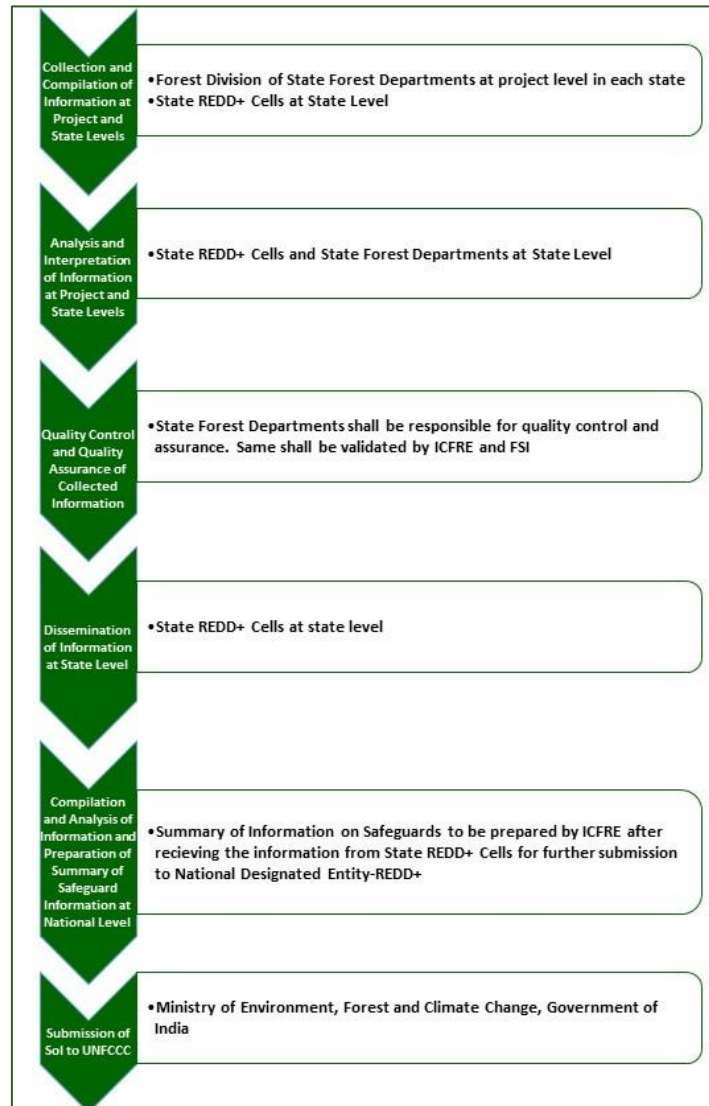 Collection and
Compilation of
Information at
Project and
State Levels
•Forest Division of State Forest Departments at project level in each state
•State REDD+ Cells at State Level
Analysis and
Interpretation
of Information
at Project and
State Levels
•State REDD+ Cells and State Forest Departments at State Level
Quality Control
and Quality
Assurance of
Collected
Information
•State Forest Departments shall be responsible for quality control and
assurance. Same shall be validated by ICFRE and FSI
Dissemination
of Information
at State Level
•State REDD+ Cells at state level
Compilation
and Analysis of
Information and
Preparation of
Summary of
Safeguard
Information at
National Level
•Summary of Information on Safeguards to be prepared by ICFRE after
recieving the information from State REDD+ Cells for further submission
to National Designated Entity-REDD+
Submission of
SoI to UNFCCC
•Ministry of Environment, Forest and Climate Change, Government of
India